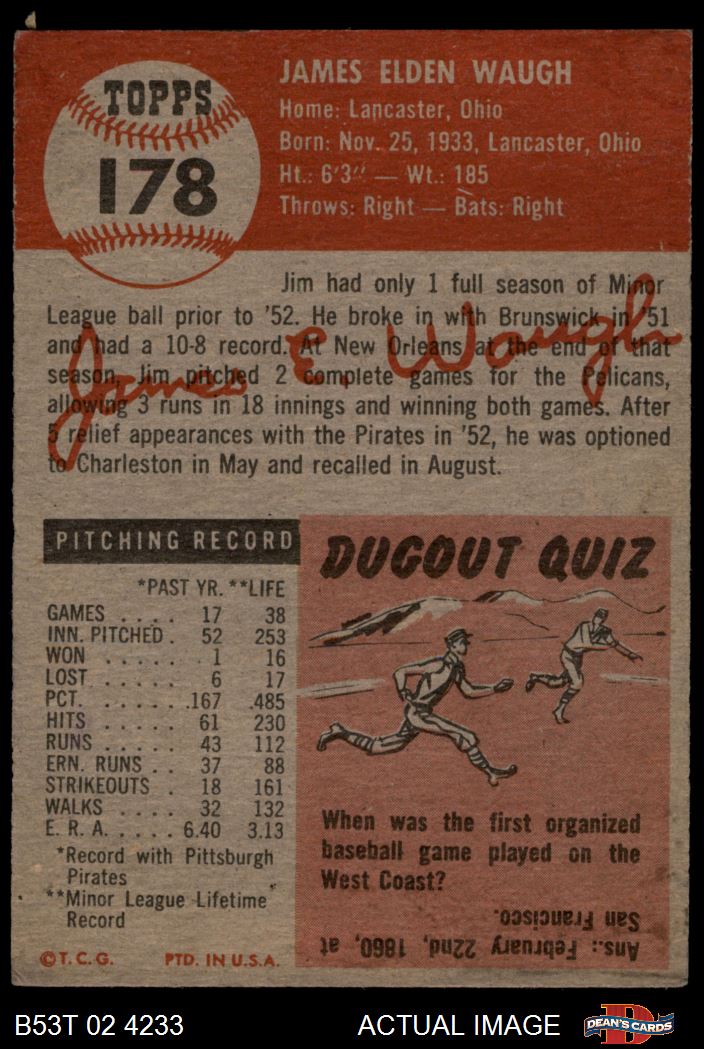 TOPPS
178
JAMES ELDEN WAUGH
Home: Lancaster, Ohio
Born: Nov. 25, 1933, Lancaster, Ohio
Ht.: 6'3" — Wt.: 185
Throws: Right — Bats: Right
Jim had only 1 full season of Minor
League ball prior to '52. He broke in with Brunswick in '51
and had a 10-8 record. At New Orleans at the end of that
season, Jim pitched 2 complete games for the Pelicans,
allowing 3 runs in 18 innings and winning both games. After
5 relief appearances with the Pirates in '52, he was optioned
to Charleston in May and recalled in August.
James E. Waugh
PITCHING RECORD
*PAST YR. **LIFE
GAMES . . . . 17 38
INN. PITCHED . 52 253
WON . . . . . . 1 16
LOST . . . . . . 6 17
PCT. . . . . . .167 .485
HITS . . . . . 61 230
RUNS . . . . . 43 112
ERN. RUNS . . 37 88
STRIKEOUTS . 18 161
WALKS . . . . 32 132
E. R. A. . . . . 6.40 3.13
*Record with Pittsburgh
Pirates
**Minor League Lifetime
Record
©T. C. G. PTD. IN U.S.A.
DUGOUT QUIZ
When was the first organized
baseball game played on the
West Coast?
Ans.: February 22nd, 1860, at
San Francisco.
B53T 02 4233
ACTUAL IMAGE
D
DEAN'S CARDS